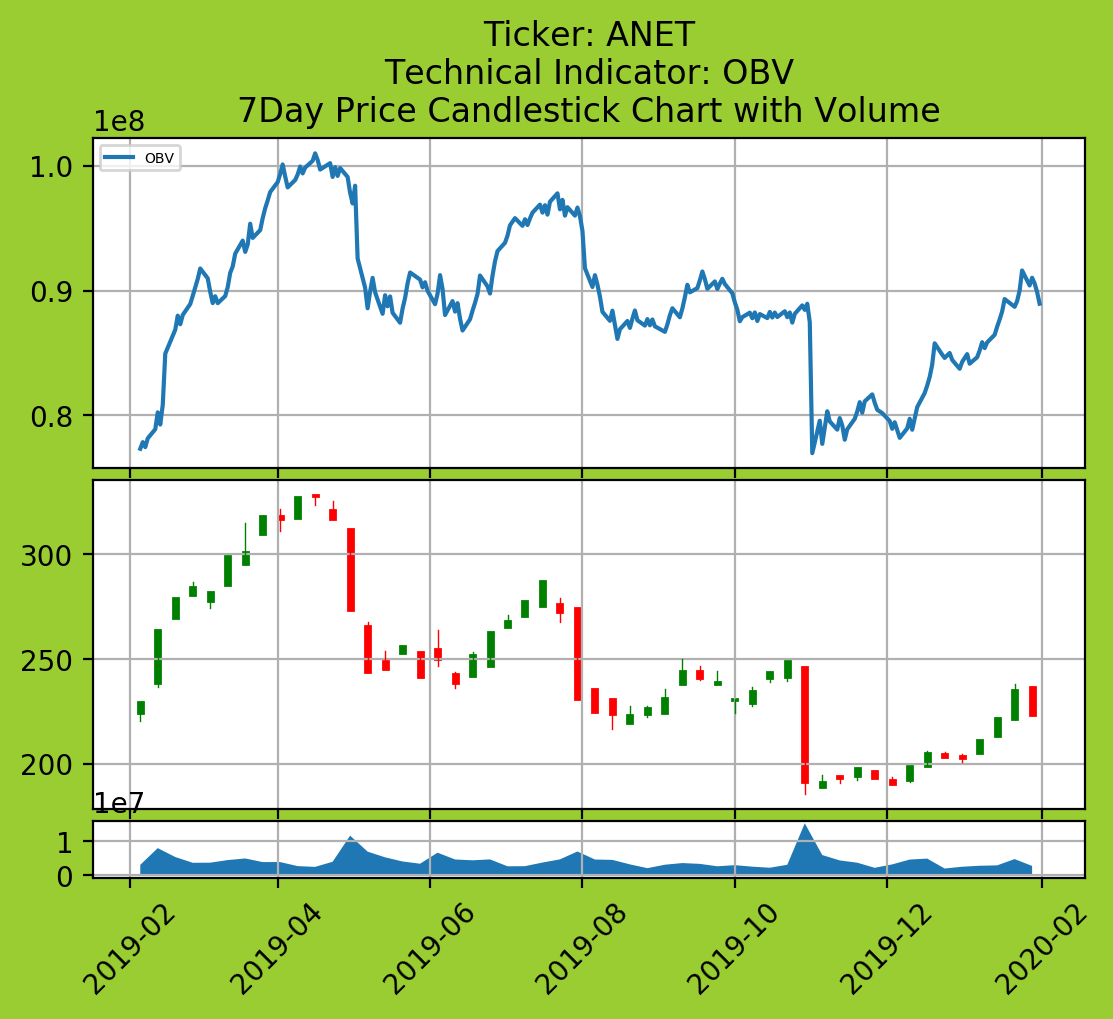 Ticker: ANET
Technical Indicator: OBV
7Day Price Candlestick Chart with Volume
1e8
OBV
1.0
0.9
0.8
300
250
200
1e7
1
0
2019-02
2019-04
2019-06
2019-08
2019-10
2019-12
2020-02